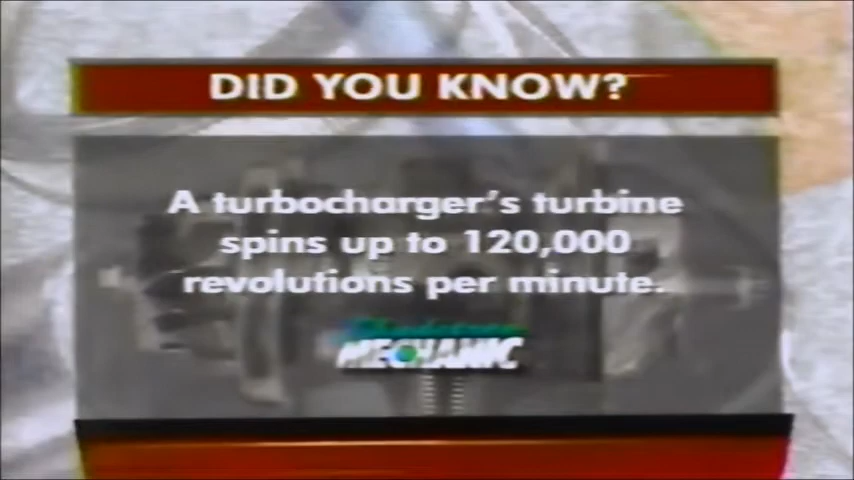 DID YOU KNOW?
A turbocharger's turbine
spins up to 120,000
revolutions per minute.
MECHANIC